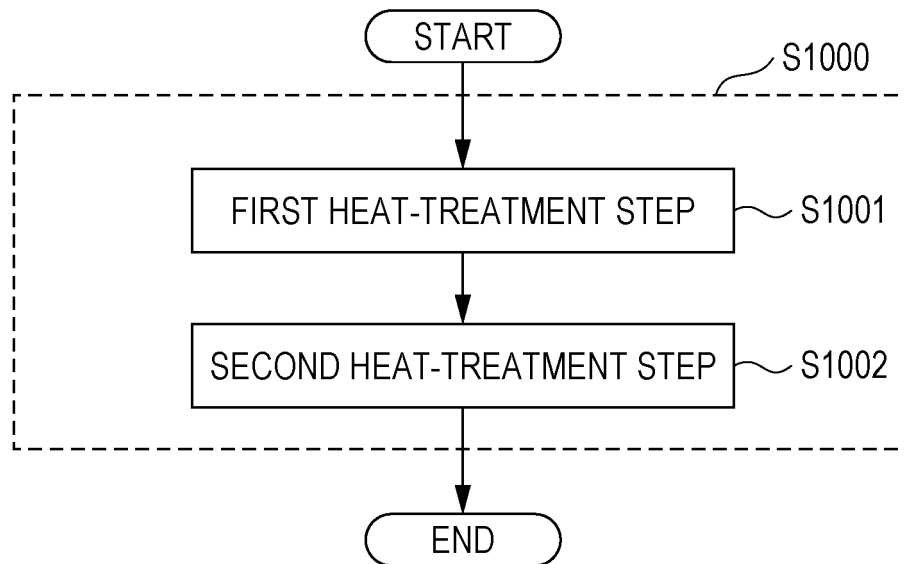 START
S1000
FIRST HEAT-TREATMENT STEP
S1001
SECOND HEAT-TREATMENT STEP
S1002
END